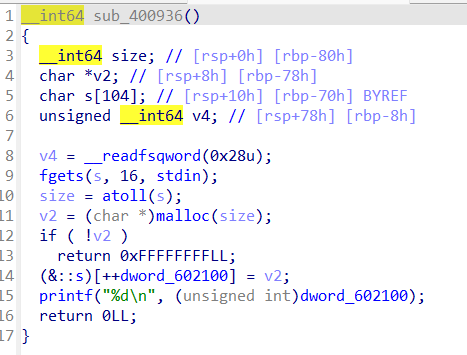 1 __int64 sub_400936()
2 {
3 __int64 size; // [rsp+0h] [rbp-80h]
4 char *v2; // [rsp+8h] [rbp-78h]
5 char s[104]; // [rsp+10h] [rbp-70h] BYREF
6 unsigned __int64 v4; // [rsp+78h] [rbp-8h]
7
8 v4 = __readfsqword(0x28u);
9 fgets(s, 16, stdin);
10 size = atoll(s);
11 v2 = (char *)malloc(size);
12 if ( !v2 )
13 return 0xFFFFFFFFLL;
14 (&::s)[++dword_602100] = v2;
15 printf("%d\n", (unsigned int)dword_602100);
16 return 0LL;
17 }